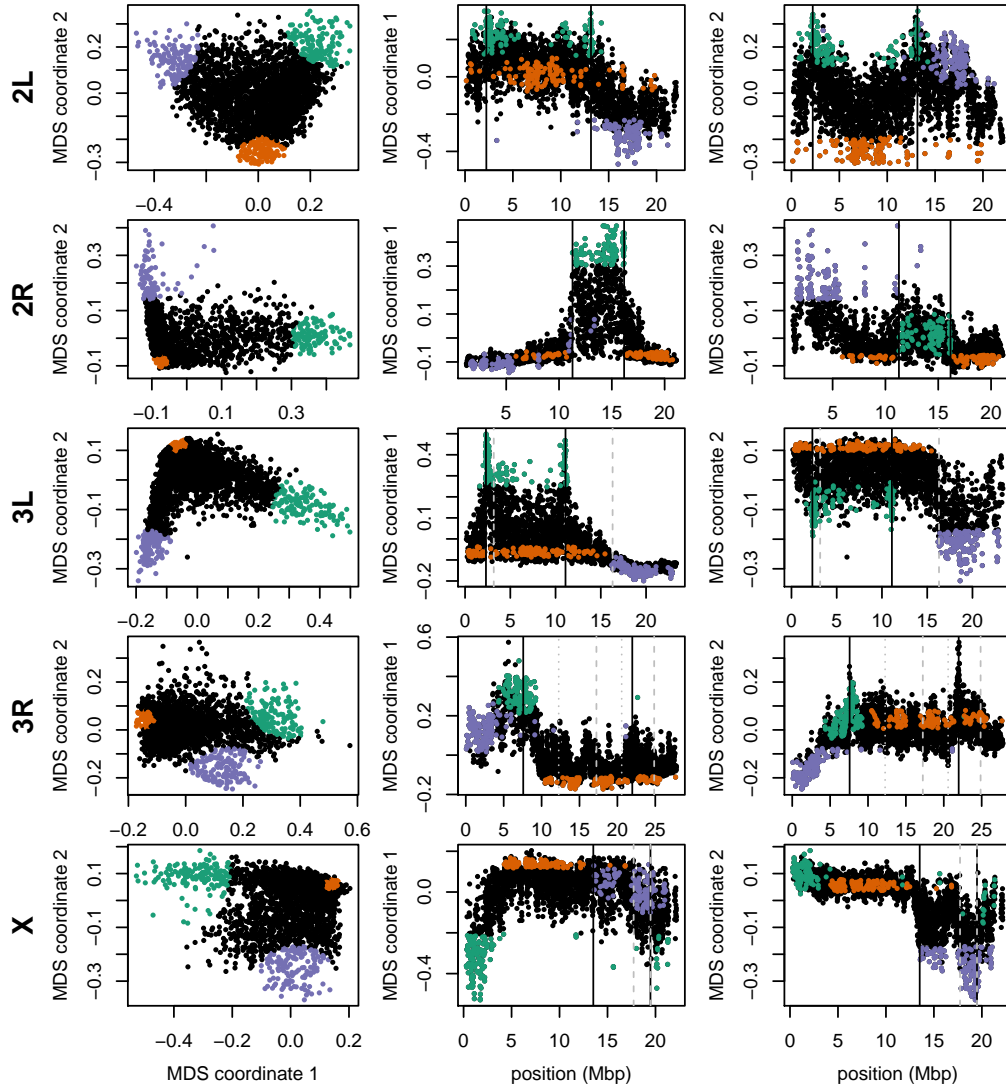 2L
MDS coordinate 2
0.2
0.0
−0.3
−0.4 0.0 0.2
MDS coordinate 1
0.0
−0.4
0 5 10 15 20
MDS coordinate 2
0.2
0.0
−0.3
0 5 10 15 20
2R
MDS coordinate 2
0.3
0.1
−0.1
−0.1 0.1 0.3
MDS coordinate 1
0.3
0.1
−0.1
5 10 15 20
MDS coordinate 2
0.3
0.1
−0.1
5 10 15 20
3L
MDS coordinate 2
0.1
−0.1
−0.3
−0.2 0.0 0.2 0.4
MDS coordinate 1
0.4
0.1
−0.2
0 5 10 15 20
MDS coordinate 2
0.1
−0.1
−0.3
0 5 10 15 20
3R
MDS coordinate 2
0.2
0.0
−0.2
−0.2 0.0 0.2 0.4 0.6
MDS coordinate 1
0.6
0.2
−0.2
0 5 10 15 20 25
MDS coordinate 2
0.2
0.0
−0.2
0 5 10 15 20 25
X
MDS coordinate 2
0.1
−0.1
−0.3
−0.4 −0.2 0.0 0.2
MDS coordinate 1
MDS coordinate 1
0.0
−0.4
0 5 10 15 20
position (Mbp)
MDS coordinate 2
0.1
−0.1
−0.3
0 5 10 15 20
position (Mbp)